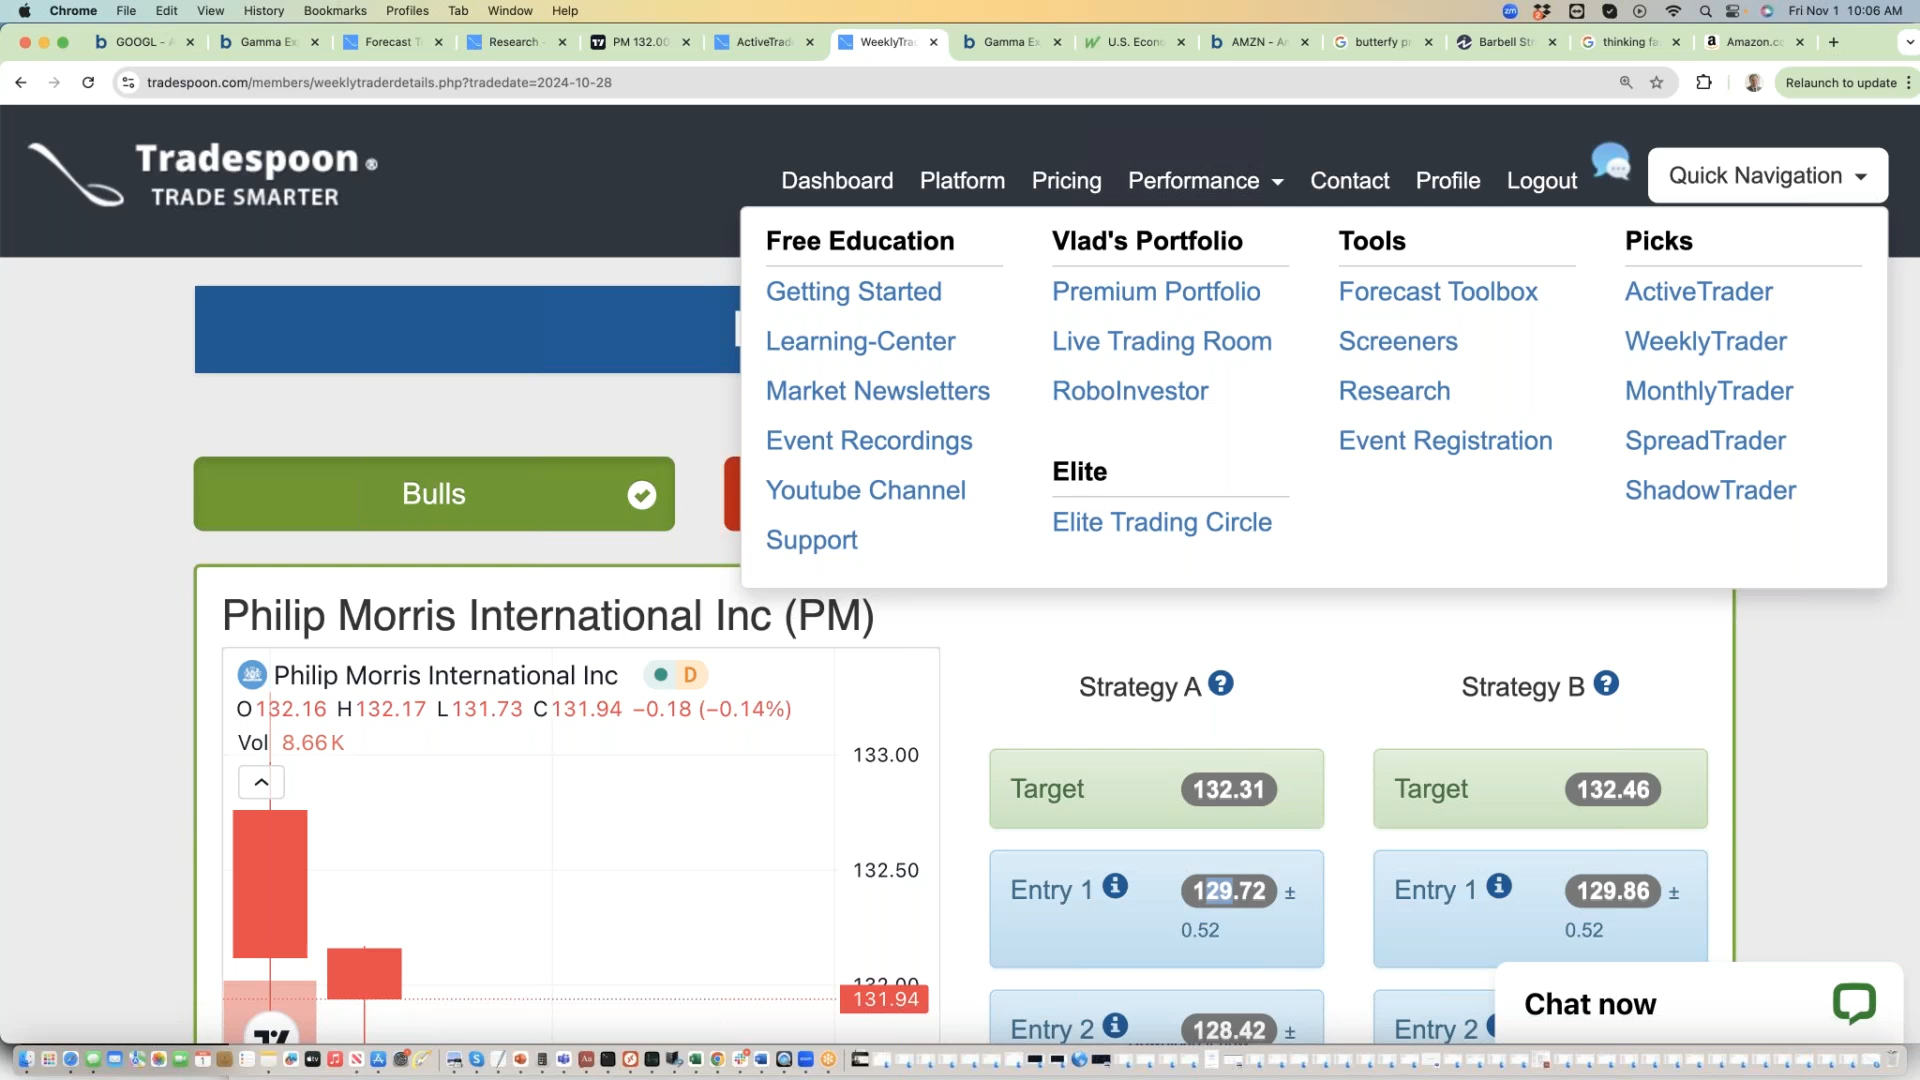 Chrome File Edit View History Bookmarks Profiles Tab Window Help
zm
Fri Nov 1 10:06 AM
GOOGL - Gamma Ex Forecast T Research - PM 132.00 ActiveTrad WeeklyTra Gamma Ex U.S. Econ AMZN - A butterfy p Barbell Str thinking fa Amazon.c
tradespoon.com/members/weeklytraderdetails.php?tradedate=2024-10-28
Relaunch to update
Tradespoon ®
TRADE SMARTER
Dashboard Platform Pricing Performance Contact Profile Logout
Quick Navigation
Free Education
Getting Started
Learning-Center
Market Newsletters
Event Recordings
Youtube Channel
Support
Vlad's Portfolio
Premium Portfolio
Live Trading Room
RoboInvestor
Elite
Elite Trading Circle
Tools
Forecast Toolbox
Screeners
Research
Event Registration
Picks
ActiveTrader
WeeklyTrader
MonthlyTrader
SpreadTrader
ShadowTrader
Bulls
Philip Morris International Inc (PM)
Philip Morris International Inc D
O132.16 H132.17 L131.73 C131.94 −0.18 (−0.14%)
Vol 8.66K
133.00
132.50
132.00
131.94
Strategy A ?
Target 132.31
Entry 1 i 129.72 ±
0.52
Entry 2 i 128.42 ±
Strategy B ?
Target 132.46
Entry 1 i 129.86 ±
0.52
Entry 2
Chat now